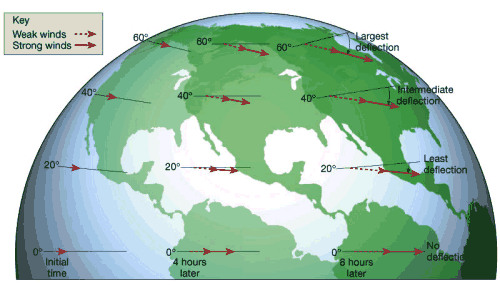 Key
Weak winds
Strong winds
60°
60°
60°
Largest
deflection
40°
40°
40°
Intermediate
deflection
20°
20°
20°
Least
deflection
0°
0°
0°
No
deflectio
Initial
time
4 hours
later
8 hours
later